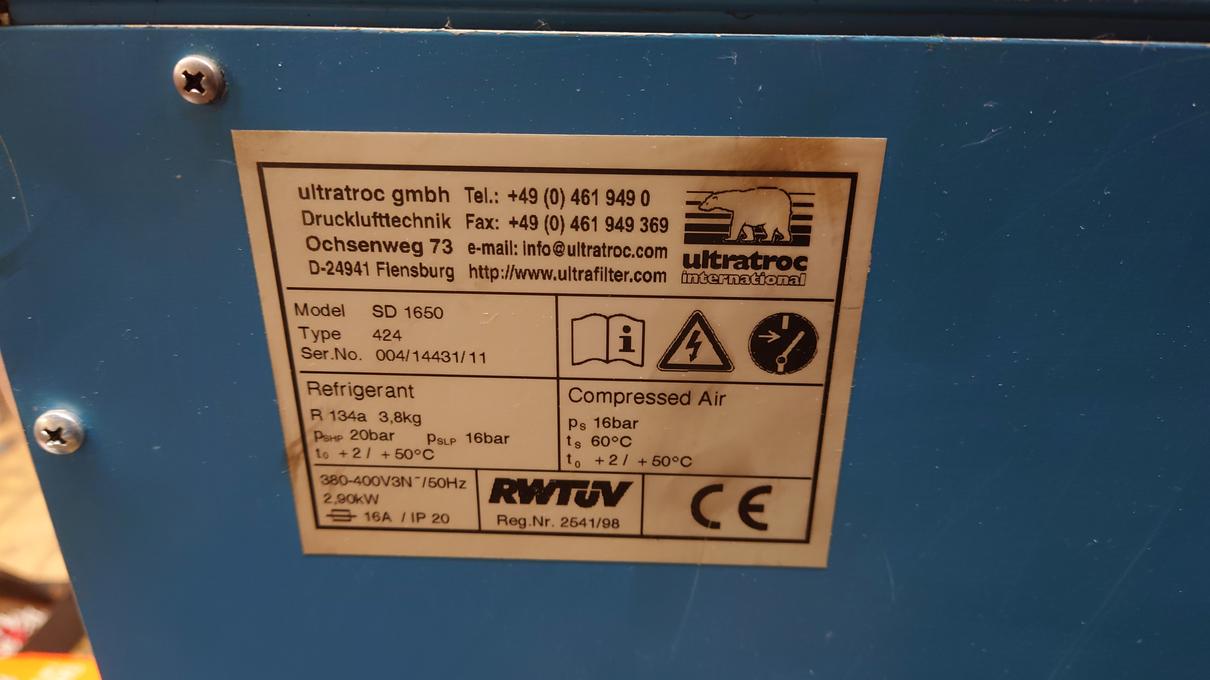 ultratroc gmbh Tel.: +49 (0) 461 949 0
Drucklufttechnik Fax: +49 (0) 461 949 369
Ochsenweg 73 e-mail: info@ultratroc.com
D-24941 Flensburg http://www.ultrafilter.com
ultratroc
international
Model SD 1650
Type 424
Ser.No. 004/14431/11
Refrigerant
R 134a 3,8kg
pSHP 20bar pSLP 16bar
t0 +2 / +50°C
Compressed Air
ps 16bar
ts 60°C
t0 +2 / +50°C
380-400V3N~/50Hz
2,90kW
16A / IP 20
RWTÜV
Reg.Nr. 2541/98
CE